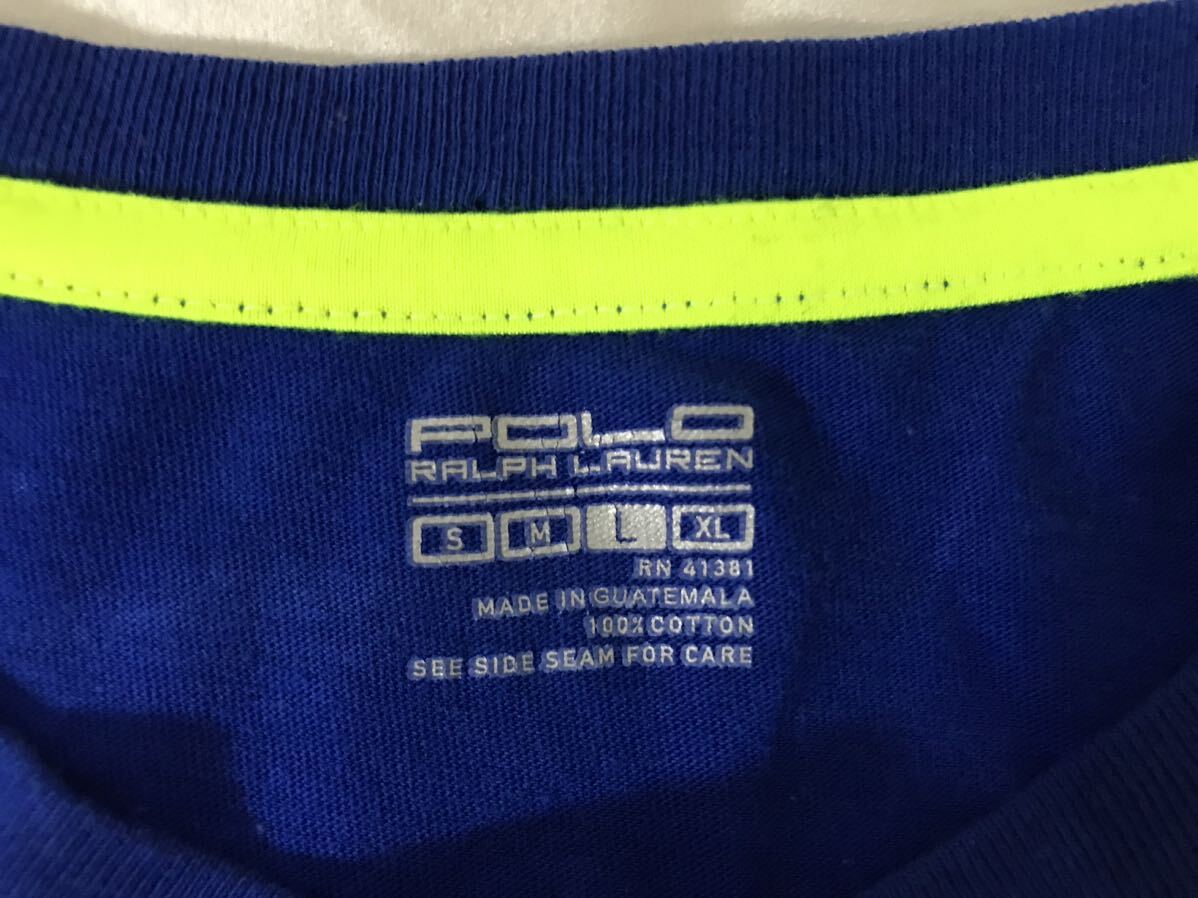 POLO
RALPH LAUREN
S M L XL
RN 41381
MADE IN GUATEMALA
100% COTTON
SEE SIDE SEAM FOR CARE